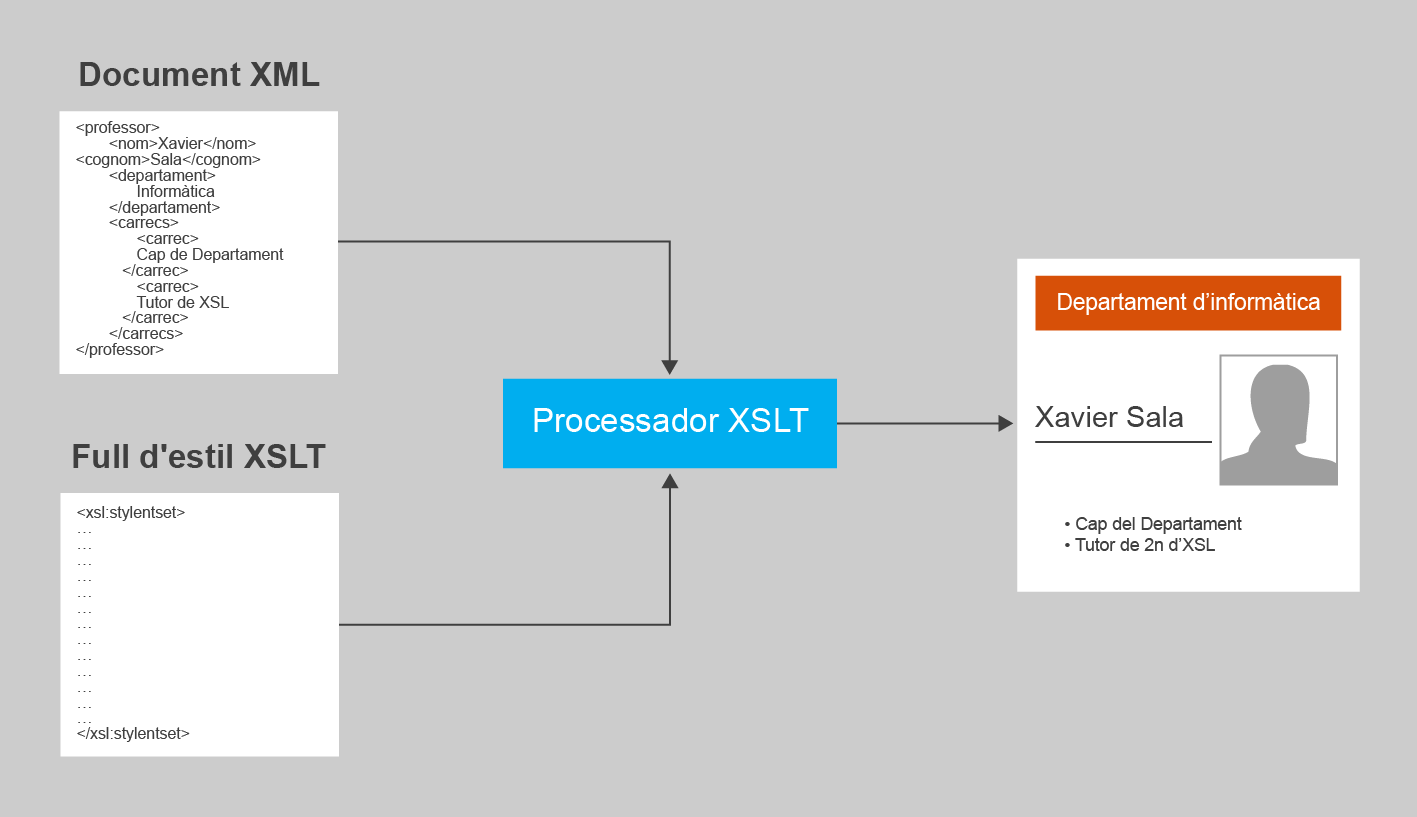 Document XML
<professor>
<nom>Xavier</nom>
<cognom>Sala</cognom>
<departament>
Informàtica
</departament>
<carrecs>
<carrec>
Cap de Departament
</carrec>
<carrec>
Tutor de XSL
</carrec>
</carrecs>
</professor>
Full d'estil XSLT
<xsl:stylentset>
...
...
...
...
...
...
...
...
...
...
...
...
...
</xsl:stylentset>
Processador XSLT
Departament d’informàtica
Xavier Sala
• Cap del Departament
• Tutor de 2n d’XSL